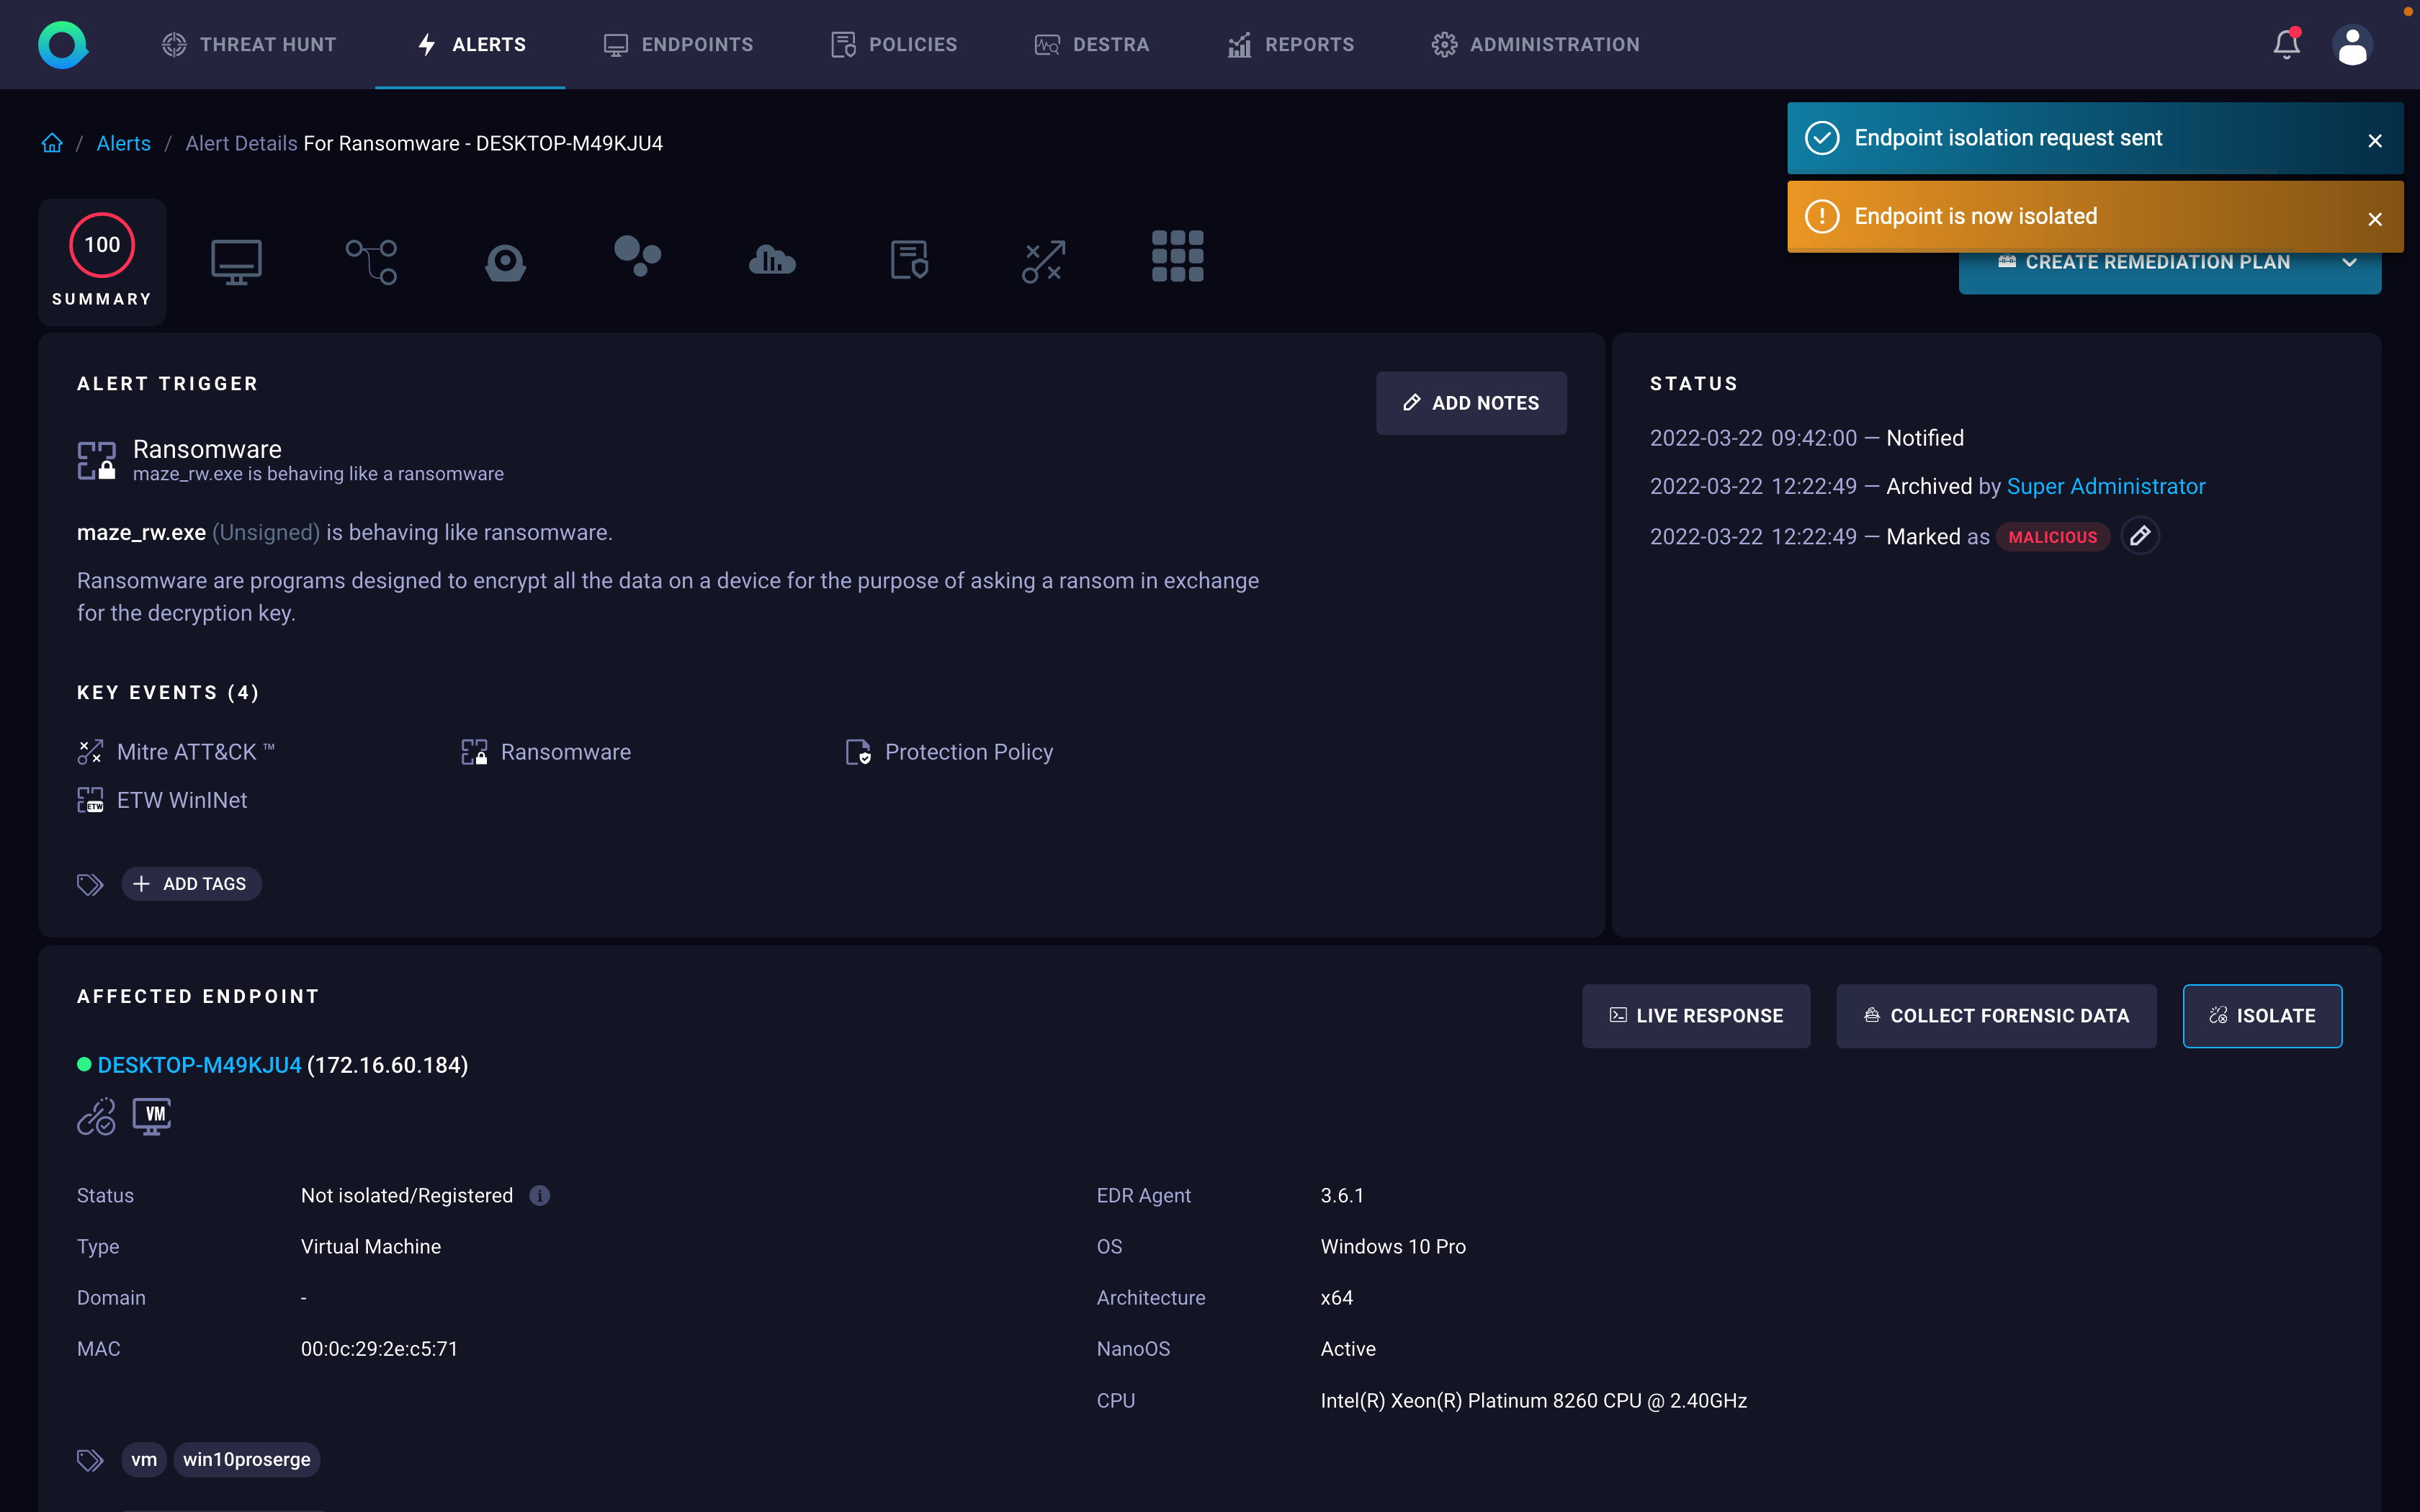 THREAT HUNT
ALERTS
ENDPOINTS
POLICIES
DESTRA
REPORTS
ADMINISTRATION
/ Alerts / Alert Details For Ransomware - DESKTOP-M49KJU4
Endpoint isolation request sent
Endpoint is now isolated
100
SUMMARY
CREATE REMEDIATION PLAN
ALERT TRIGGER
ADD NOTES
Ransomware
maze_rw.exe is behaving like a ransomware
maze_rw.exe (Unsigned) is behaving like ransomware.
Ransomware are programs designed to encrypt all the data on a device for the purpose of asking a ransom in exchange
for the decryption key.
KEY EVENTS (4)
Mitre ATT&CK ™
Ransomware
Protection Policy
ETW
ETW WinINet
ADD TAGS
STATUS
2022-03-22 09:42:00 — Notified
2022-03-22 12:22:49 — Archived by Super Administrator
2022-03-22 12:22:49 — Marked as MALICIOUS
AFFECTED ENDPOINT
LIVE RESPONSE
COLLECT FORENSIC DATA
ISOLATE
DESKTOP-M49KJU4 (172.16.60.184)
VM
Status Not isolated/Registered
Type Virtual Machine
Domain -
MAC 00:0c:29:2e:c5:71
EDR Agent 3.6.1
OS Windows 10 Pro
Architecture x64
NanoOS Active
CPU Intel(R) Xeon(R) Platinum 8260 CPU @ 2.40GHz
vm
win10proserge